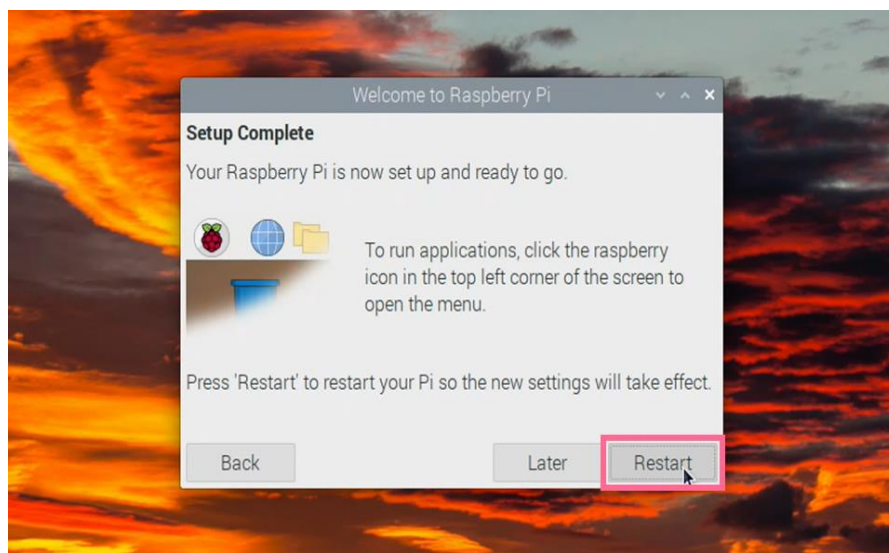 Welcome to Raspberry Pi
Setup Complete
Your Raspberry Pi is now set up and ready to go.
To run applications, click the raspberry
icon in the top left corner of the screen to
open the menu.
Press 'Restart' to restart your Pi so the new settings will take effect.
Back
Later
Restart